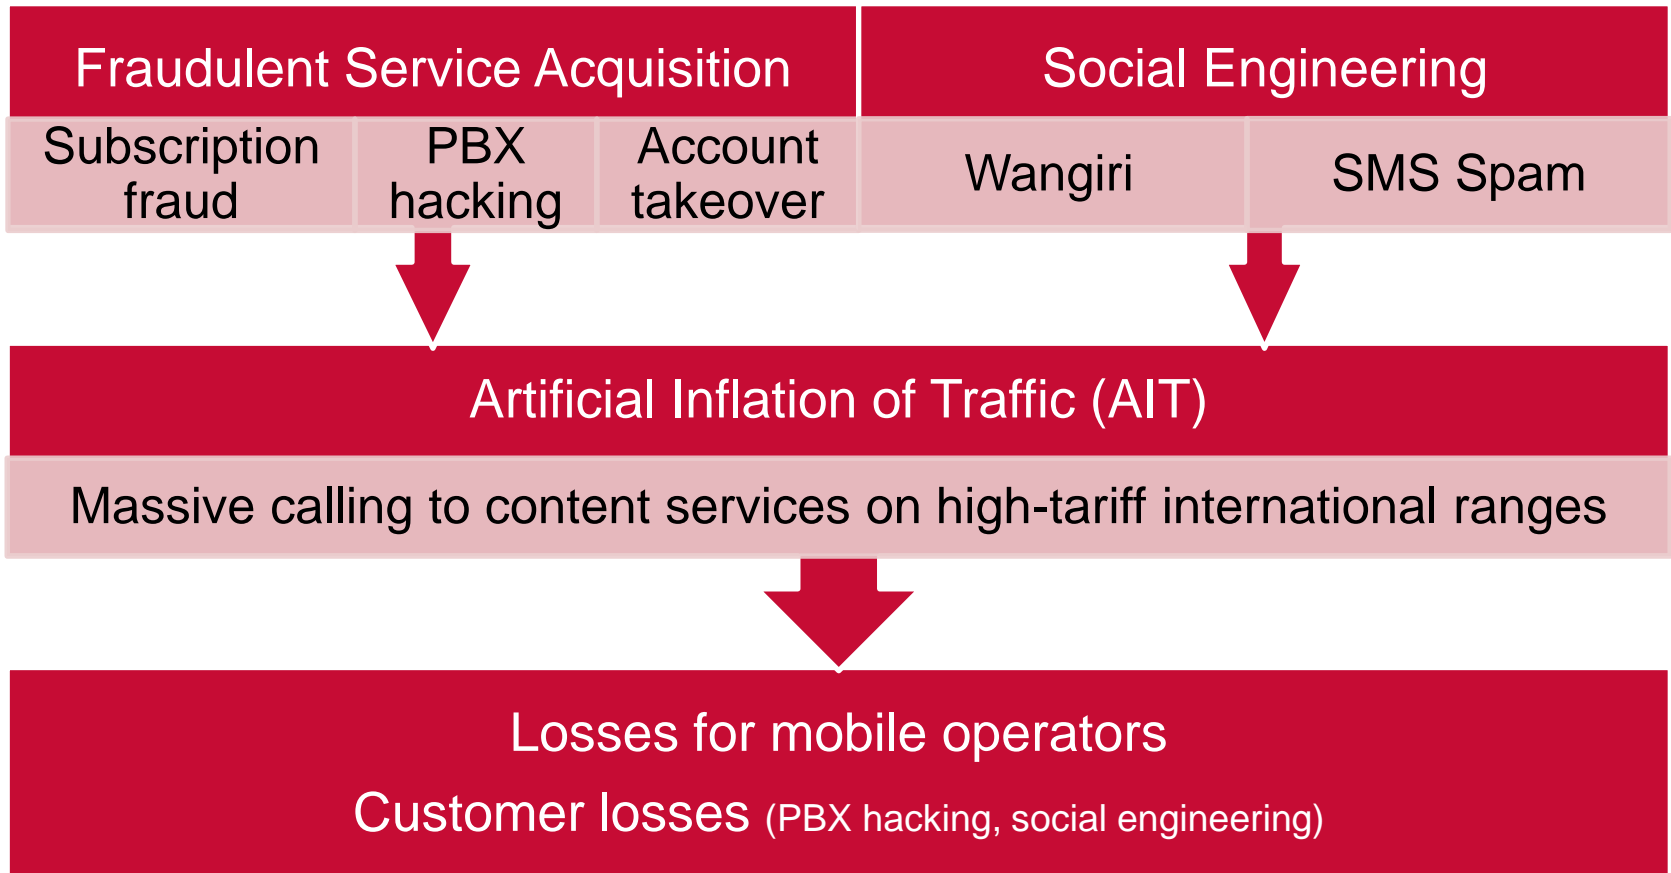 Fraudulent Service Acquisition
Social Engineering
Subscription
fraud
PBX
hacking
Account
takeover
Wangiri
SMS Spam
Artificial Inflation of Traffic (AIT)
Massive calling to content services on high-tariff international ranges
Losses for mobile operators
Customer losses (PBX hacking, social engineering)